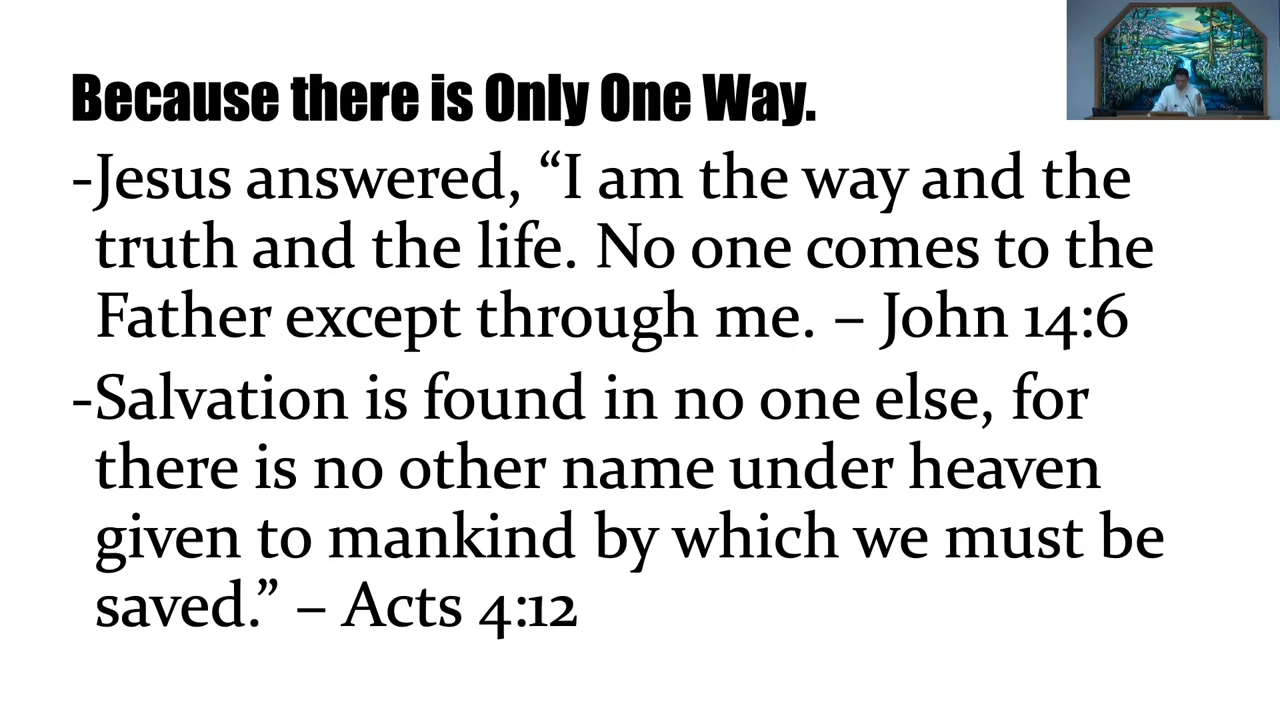 Because there is Only One Way.
-Jesus answered, “I am the way and the
truth and the life. No one comes to the
Father except through me. – John 14:6
-Salvation is found in no one else, for
there is no other name under heaven
given to mankind by which we must be
saved.” – Acts 4:12